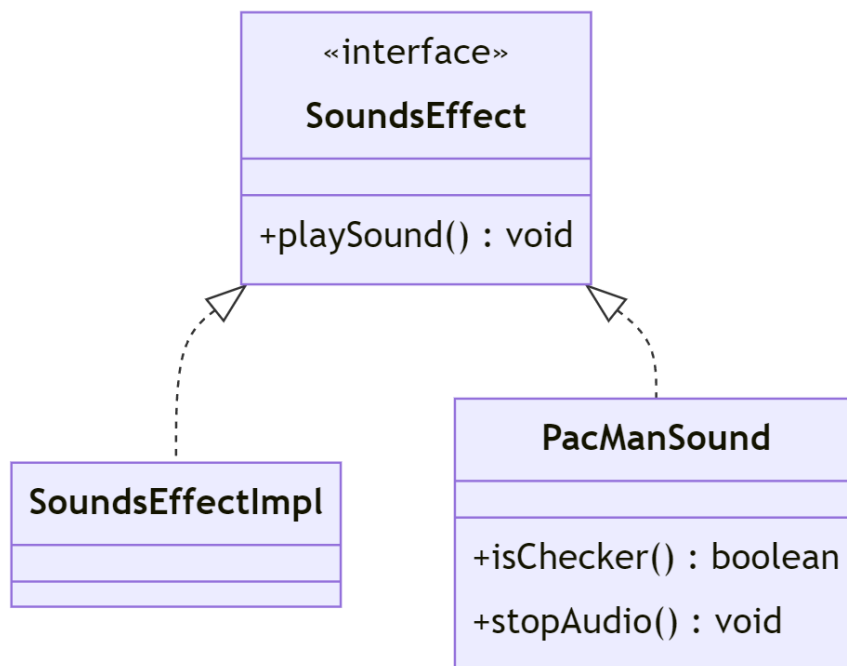 «interface»
SoundsEffect
+playSound() : void
SoundsEffectImpl
PacManSound
+isChecker() : boolean
+stopAudio() : void